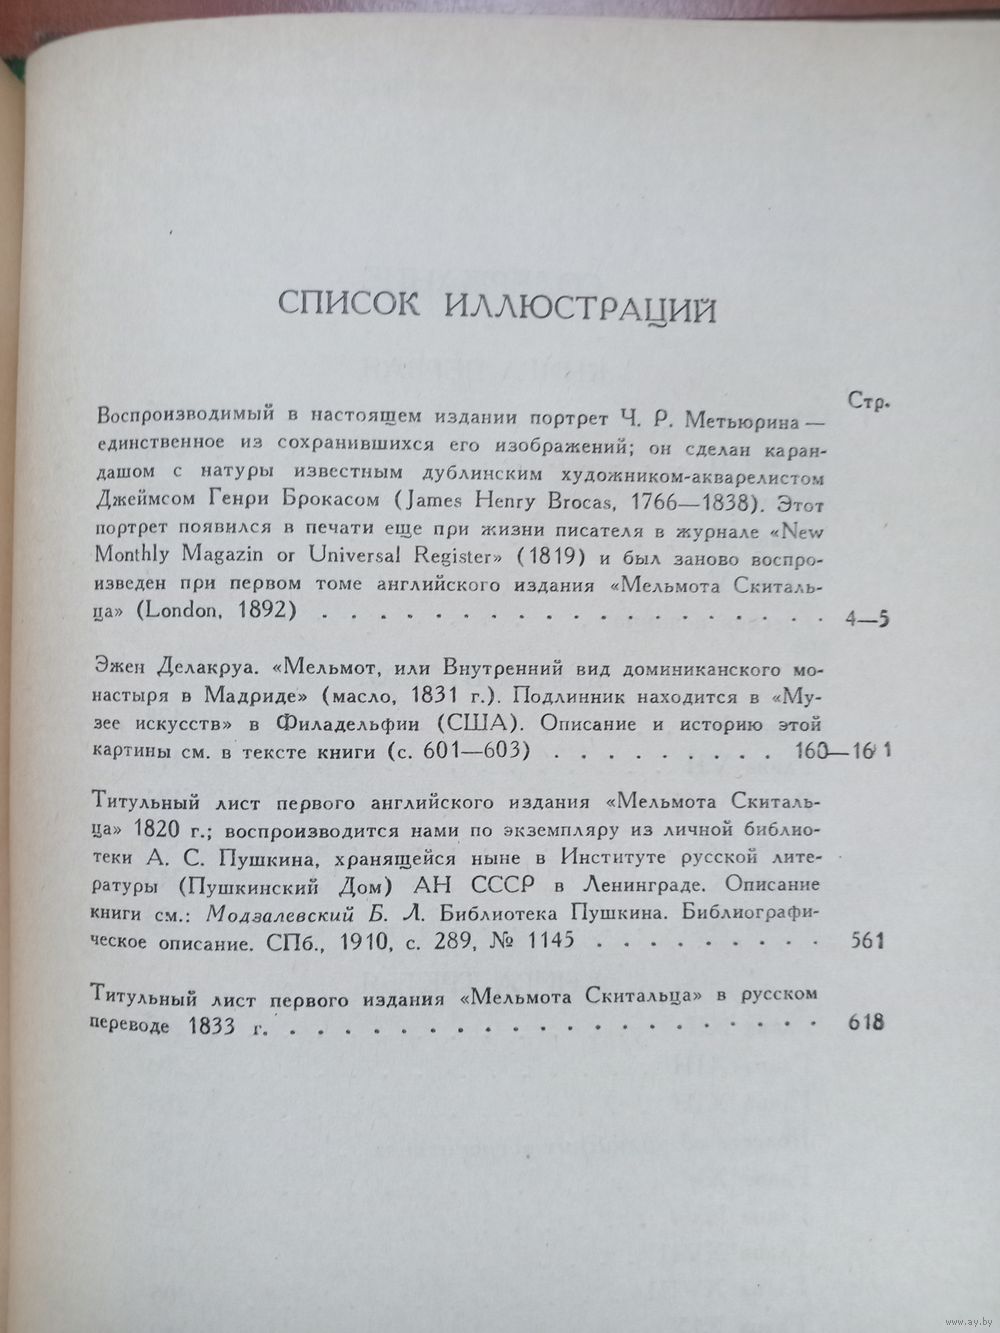 СПИСОК ИЛЛЮСТРАЦИЙ
Стр.
Воспроизводимый в настоящем издании портрет Ч. Р. Метьюрина —
единственное из сохранившихся его изображений; он сделан каран-
дашом с натуры известным дублинским художником-акварелистом
Джеймсом Генри Брокасом (James Henry Brocas, 1766—1838). Этот
портрет появился в печати еще при жизни писателя в журнале «New
Monthly Magazin or Universal Register» (1819) и был заново воспро-
изведен при первом томе английского издания «Мельмота Скиталь-
ца» (London, 1892) . . . . . . . . . . . . . . . . . . 4—5
Эжен Делакруа. «Мельмот, или Внутренний вид доминиканского мо-
настыря в Мадриде» (масло, 1831 г.). Подлинник находится в «Му-
зее искусств» в Филадельфии (США). Описание и историю этой
картины см. в тексте книги (с. 601—603) . . . . . . . . . 160—161
Титульный лист первого английского издания «Мельмота Скиталь-
ца» 1820 г.; воспроизводится нами по экземпляру из личной библио-
теки А. С. Пушкина, хранящейся ныне в Институте русской лите-
ратуры (Пушкинский Дом) АН СССР в Ленинграде. Описание
книги см.: Модзалевский Б. Л. Библиотека Пушкина. Библиографи-
ческое описание. СПб., 1910, с. 289, № 1145 . . . . . . . . . 561
Титульный лист первого издания «Мельмота Скитальца» в русском
переводе 1833 г. . . . . . . . . . . . . . . . . . . . . 618
www.ay.by